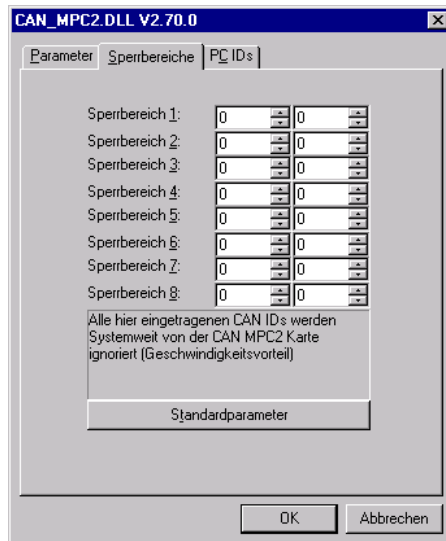 CAN_MPC2.DLL V2.70.0
Parameter Sperrbereiche PC IDs
Sperrbereich 1: 0 0
Sperrbereich 2: 0 0
Sperrbereich 3: 0 0
Sperrbereich 4: 0 0
Sperrbereich 5: 0 0
Sperrbereich 6: 0 0
Sperrbereich 7: 0 0
Sperrbereich 8: 0 0
Alle hier eingetragenen CAN IDs werden
Systemweit von der CAN MPC2 Karte
ignoriert (Geschwindigkeitsvorteil)
Standardparameter
OK Abbrechen